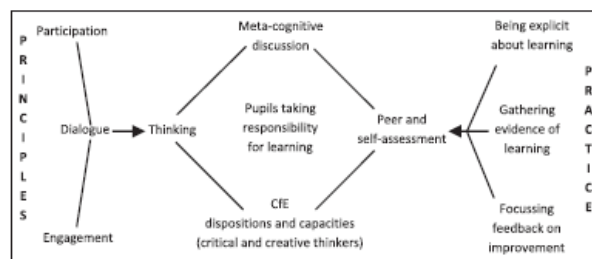 PRINCIPLES
Participation
Dialogue
Engagement
Thinking
Meta-cognitive
discussion
Pupils taking
responsibility
for learning
CfE
dispositions and capacities
(critical and creative thinkers)
Peer and
self-assessment
Being explicit
about learning
Gathering
evidence of
learning
Focussing
feedback on
improvement
PRACTICE